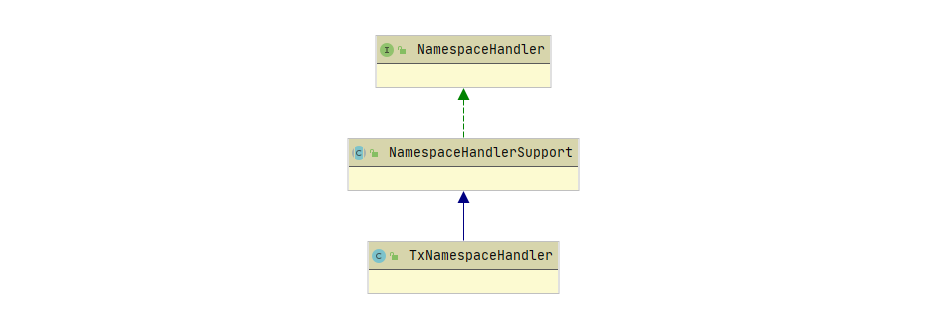 I NamespaceHandler
C NamespaceHandlerSupport
C TxNamespaceHandler